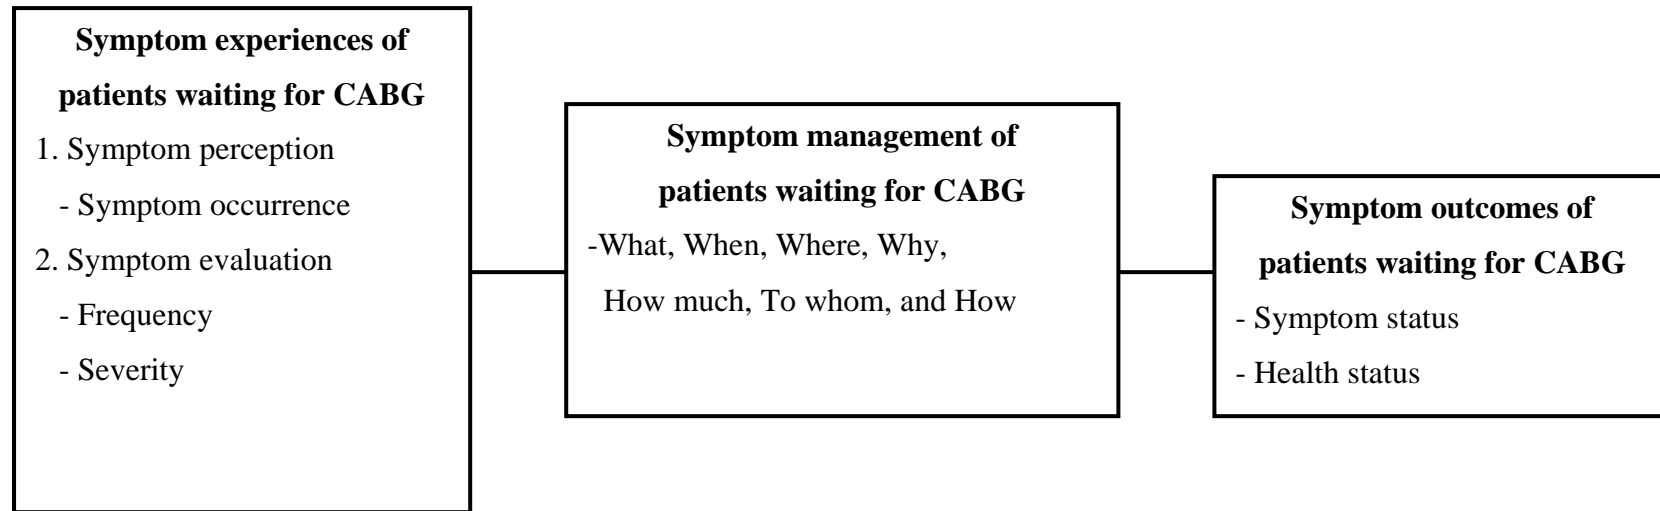 Symptom experiences of
patients waiting for CABG
1. Symptom perception
- Symptom occurrence
2. Symptom evaluation
- Frequency
- Severity
Symptom management of
patients waiting for CABG
-What, When, Where, Why,
How much, To whom, and How
Symptom outcomes of
patients waiting for CABG
- Symptom status
- Health status